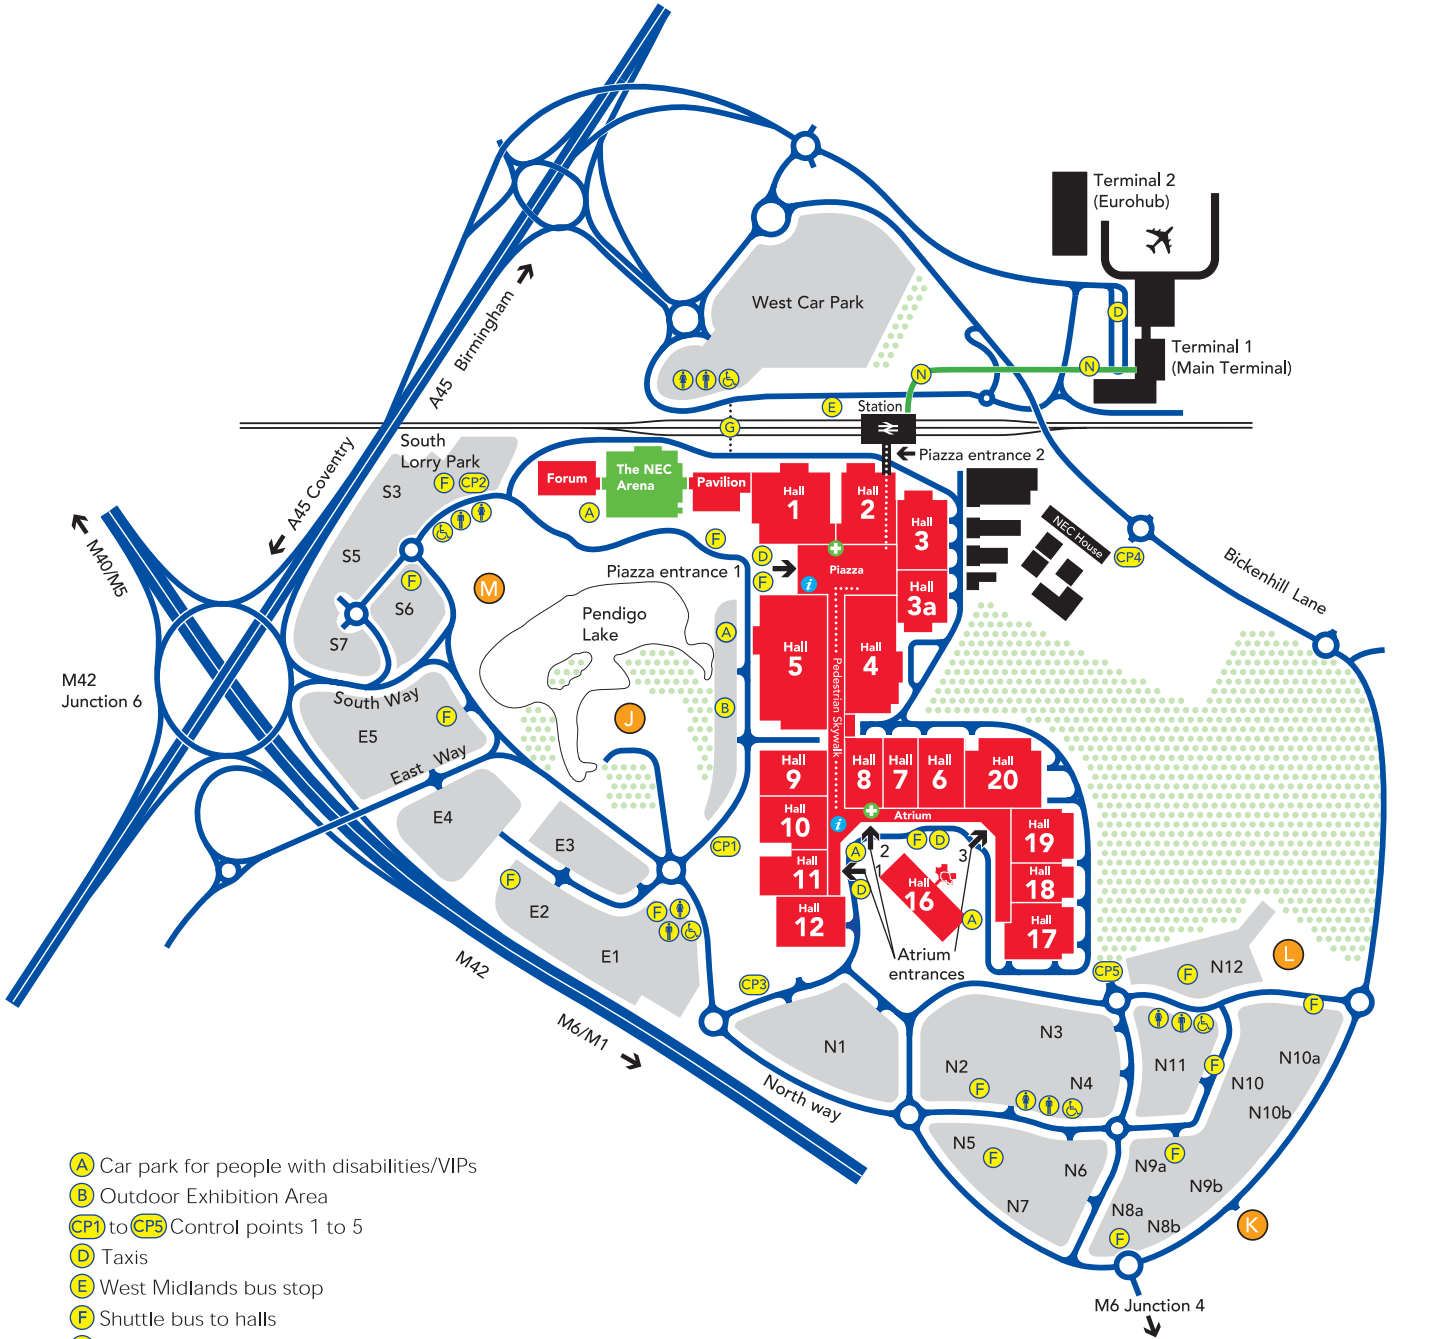 Terminal 2
(Eurohub)
West Car Park
D
A45 Birmingham
Terminal 1
(Main Terminal)
N
N
E
Station
G
Piazza entrance 2
South
Lorry Park
A45 Coventry
S3
F
CP2
Forum
The NEC
Arena
Pavilion
Hall
1
Hall
2
Hall
3
A
M40/M5
NEC House
CP4
F
D
S5
F
Piazza entrance 1
F
i
Piazza
Hall
3a
Bickenhill Lane
M
S6
Pendigo
Lake
A
S7
Hall
5
Hall
4
Pedestrian Skywalk
M42
Junction 6
South Way
F
B
J
E5
East Way
Hall
9
Hall
8
Hall
7
Hall
6
Hall
20
E4
Hall
10
i
Atrium
Hall
19
E3
CP1
A
2
F
D
3
Hall
11
1
D
Hall
16
Hall
18
F
E2
F
A
Hall
12
Hall
17
E1
Atrium
entrances
M42
CP3
CP5
F
N12
L
F
M6/M1
N1
N3
N2
F
N4
N11
F
N10
N10a
N10b
North way
N5
F
N6
N7
F
N9a
N9b
N8a
N8b
F
K
M6 Junction 4
A Car park for people with disabilities/VIPs
B Outdoor Exhibition Area
CP1 to CP5 Control points 1 to 5
D Taxis
E West Midlands bus stop
F Shuttle bus to halls